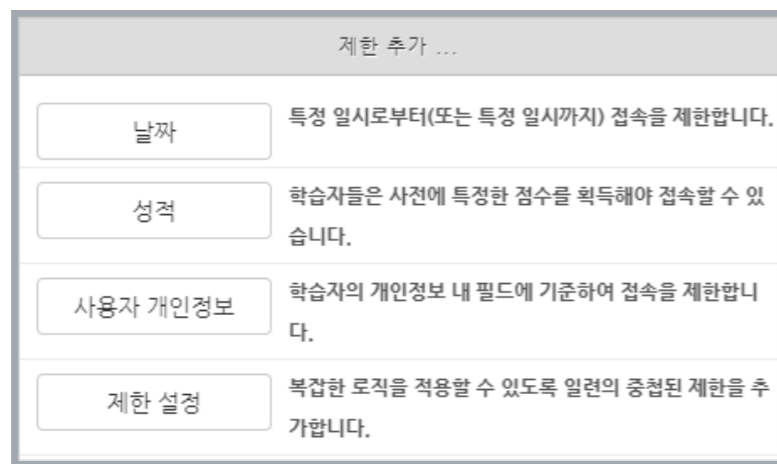 제한 추가 ...
날짜
특정 일시로부터(또는 특정 일시까지) 접속을 제한합니다.
성적
학습자들은 사전에 특정한 점수를 획득해야 접속할 수 있
습니다.
사용자 개인정보
학습자의 개인정보 내 필드에 기준하여 접속을 제한합니
다.
제한 설정
복잡한 로직을 적용할 수 있도록 일련의 중첩된 제한을 추
가합니다.